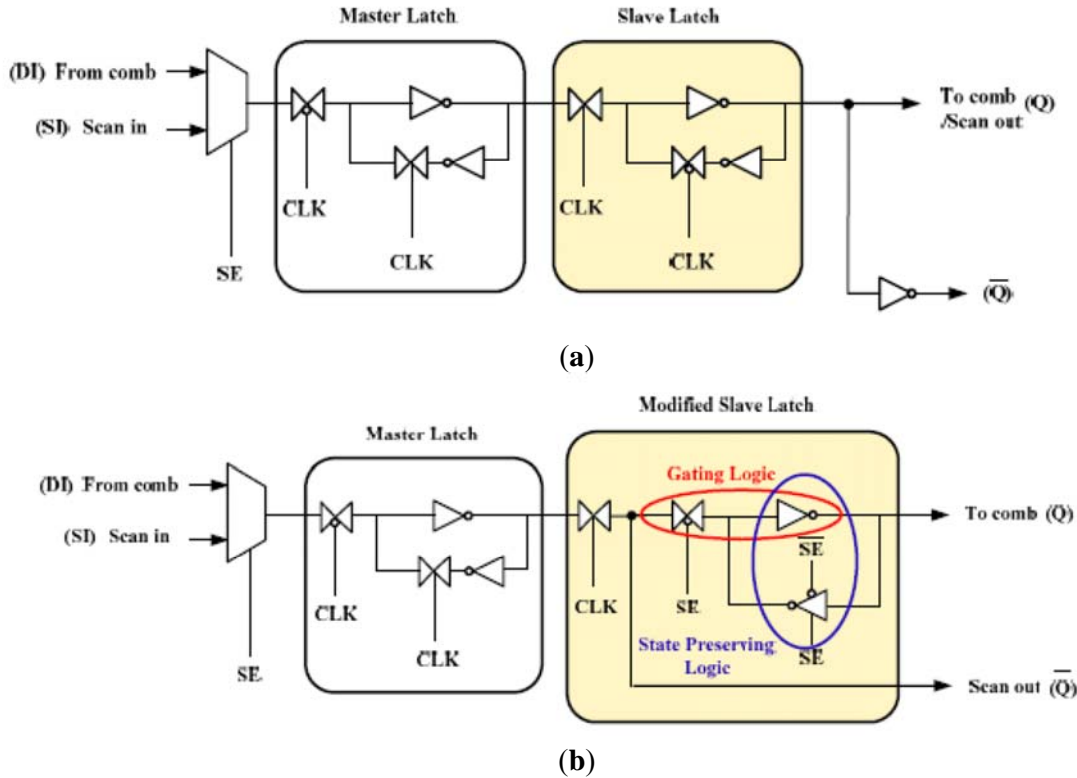 Master Latch
Slave Latch
(DI) From comb
(SI) Scan in
CLK
CLK
SE
CLK
CLK
To comb (Q)
/Scan out
(Q̅)
(a)
Modified Slave Latch
Master Latch
Gating Logic
(DI) From comb
(SI) Scan in
To comb (Q)
S̅E̅
CLK
CLK
SE
CLK
SE
State Preserving
Logic
SE
Scan out (Q̅)
(b)